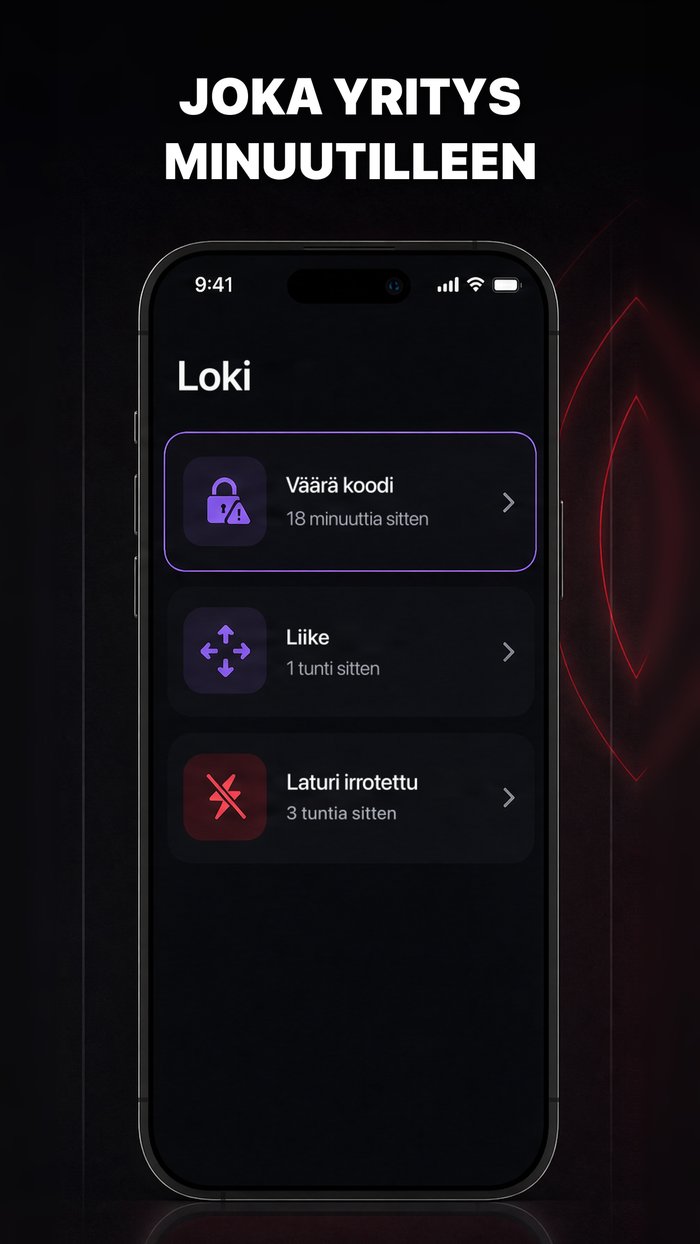 JOKA YRITYS
MINUUTILLEEN
9:41
Loki
Väärä koodi
18 minuuttia sitten
Liike
1 tunti sitten
Laturi irrotettu
3 tuntia sitten